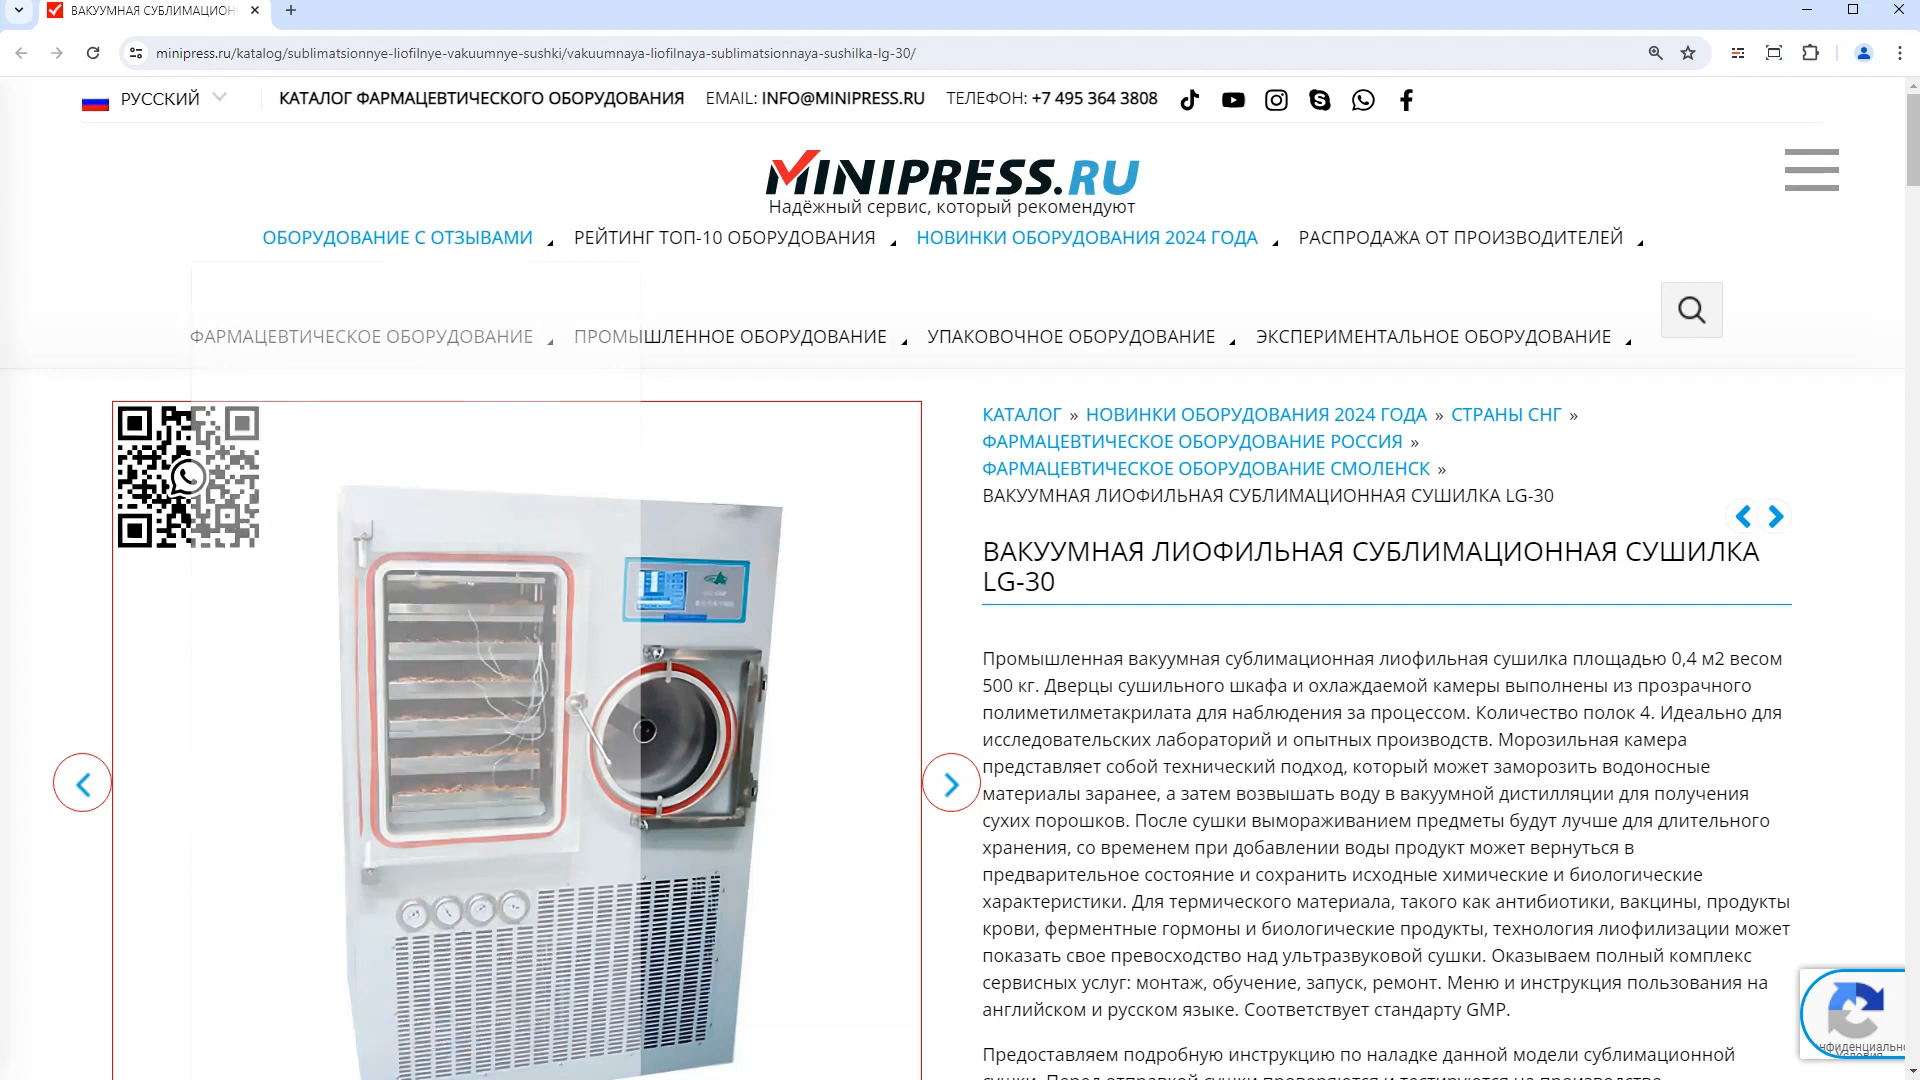 ВАКУУМНАЯ СУБЛИМАЦИОН
minipress.ru/katalog/sublimatsionnye-liofilnye-vakuumnye-sushki/vakuumnaya-liofilnaya-sublimatsionnaya-sushilka-lg-30/
РУССКИЙ КАТАЛОГ ФАРМАЦЕВТИЧЕСКОГО ОБОРУДОВАНИЯ EMAIL: INFO@MINIPRESS.RU ТЕЛЕФОН: +7 495 364 3808
MINIPRESS.RU
Надёжный сервис, который рекомендуют
ОБОРУДОВАНИЕ С ОТЗЫВАМИ РЕЙТИНГ ТОП-10 ОБОРУДОВАНИЯ НОВИНКИ ОБОРУДОВАНИЯ 2024 ГОДА РАСПРОДАЖА ОТ ПРОИЗВОДИТЕЛЕЙ
ФАРМАЦЕВТИЧЕСКОЕ ОБОРУДОВАНИЕ ПРОМЫШЛЕННОЕ ОБОРУДОВАНИЕ УПАКОВОЧНОЕ ОБОРУДОВАНИЕ ЭКСПЕРИМЕНТАЛЬНОЕ ОБОРУДОВАНИЕ
КАТАЛОГ » НОВИНКИ ОБОРУДОВАНИЯ 2024 ГОДА » СТРАНЫ СНГ »
ФАРМАЦЕВТИЧЕСКОЕ ОБОРУДОВАНИЕ РОССИЯ »
ФАРМАЦЕВТИЧЕСКОЕ ОБОРУДОВАНИЕ СМОЛЕНСК »
ВАКУУМНАЯ ЛИОФИЛЬНАЯ СУБЛИМАЦИОННАЯ СУШИЛКА LG-30
ВАКУУМНАЯ ЛИОФИЛЬНАЯ СУБЛИМАЦИОННАЯ СУШИЛКА
LG-30
Промышленная вакуумная сублимационная лиофильная сушилка площадью 0,4 м2 весом
500 кг. Дверцы сушильного шкафа и охлаждаемой камеры выполнены из прозрачного
полиметилметакрилата для наблюдения за процессом. Количество полок 4. Идеально для
исследовательских лабораторий и опытных производств. Морозильная камера
представляет собой технический подход, который может заморозить водоносные
материалы заранее, а затем возвышать воду в вакуумной дистилляции для получения
сухих порошков. После сушки вымораживанием предметы будут лучше для длительного
хранения, со временем при добавлении воды продукт может вернуться в
предварительное состояние и сохранить исходные химические и биологические
характеристики. Для термического материала, такого как антибиотики, вакцины, продукты
крови, ферментные гормоны и биологические продукты, технология лиофилизации может
показать свое превосходство над ультразвуковой сушки. Оказываем полный комплекс
сервисных услуг: монтаж, обучение, запуск, ремонт. Меню и инструкция пользования на
английском и русском языке. Соответствует стандарту GMP.
Предоставляем подробную инструкцию по наладке данной модели сублимационной